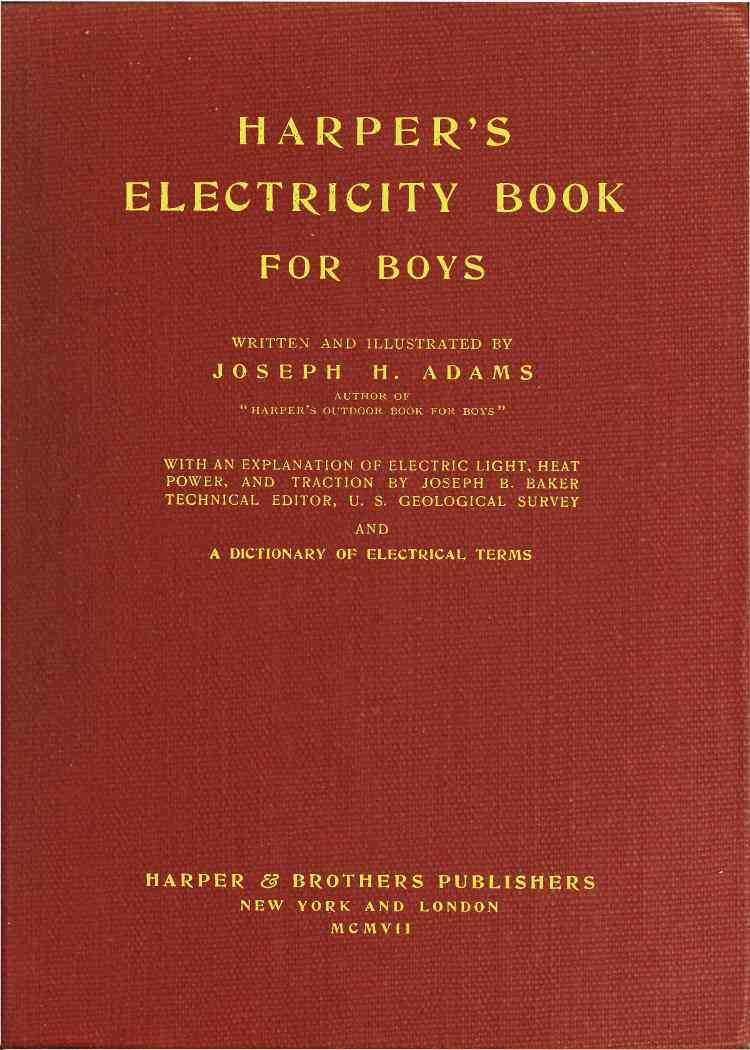 HARPER'S
ELECTRICITY BOOK
FOR BOYS
WRITTEN AND ILLUSTRATED BY
JOSEPH H. ADAMS
AUTHOR OF
"HARPER'S OUTDOOR BOOK FOR BOYS"
WITH AN EXPLANATION OF ELECTRIC LIGHT, HEAT
POWER, AND TRACTION BY JOSEPH B. BAKER
TECHNICAL EDITOR, U. S. GEOLOGICAL SURVEY
AND
A DICTIONARY OF ELECTRICAL TERMS
HARPER & BROTHERS PUBLISHERS
NEW YORK AND LONDON
MCMVII